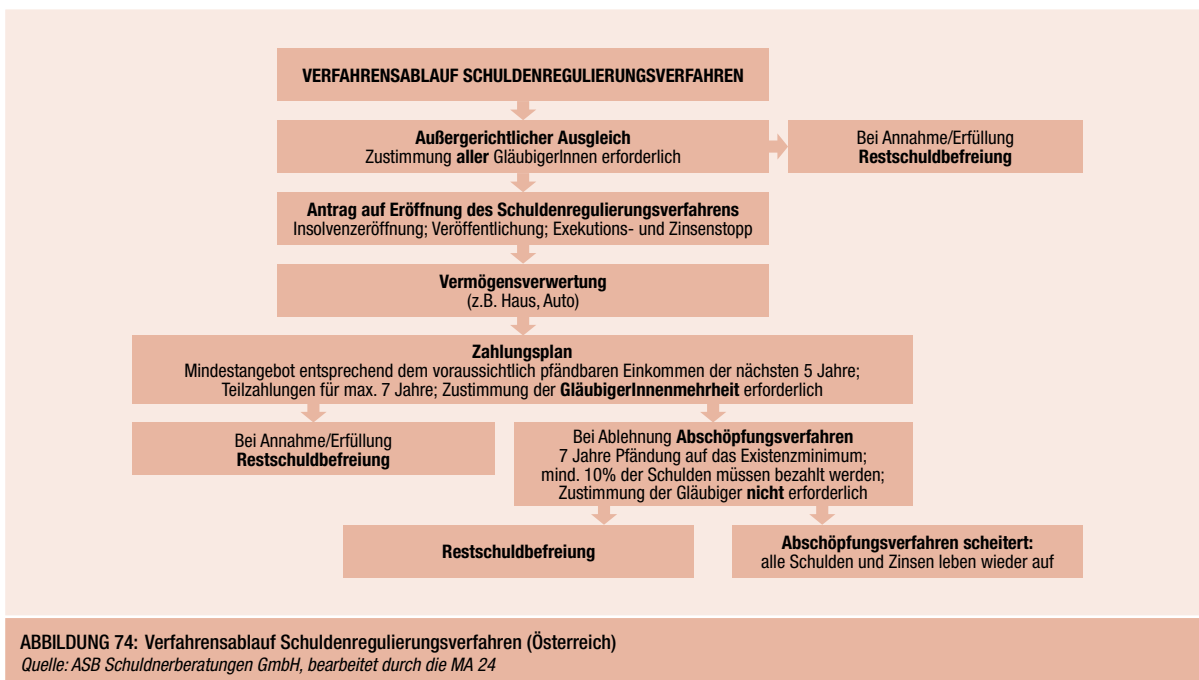 VERFAHRENSABLAUF SCHULDENREGULIERUNGSVERFAHREN
Außergerichtlicher Ausgleich
Zustimmung aller GläubigerInnen erforderlich
Bei Annahme/Erfüllung
Restschuldbefreiung
Antrag auf Eröffnung des Schuldenregulierungsverfahrens
Insolvenzeröffnung; Veröffentlichung; Exekutions- und Zinsenstopp
Vermögensverwertung
(z.B. Haus, Auto)
Zahlungsplan
Mindestangebot entsprechend dem voraussichtlich pfändbaren Einkommen der nächsten 5 Jahre;
Teilzahlungen für max. 7 Jahre; Zustimmung der GläubigerInnenmehrheit erforderlich
Bei Annahme/Erfüllung
Restschuldbefreiung
Bei Ablehnung Abschöpfungsverfahren
7 Jahre Pfändung auf das Existenzminimum;
mind. 10% der Schulden müssen bezahlt werden;
Zustimmung der Gläubiger nicht erforderlich
Restschuldbefreiung
Abschöpfungsverfahren scheitert:
alle Schulden und Zinsen leben wieder auf
ABBILDUNG 74: Verfahrensablauf Schuldenregulierungsverfahren (Österreich)
Quelle: ASB Schuldnerberatungen GmbH, bearbeitet durch die MA 24